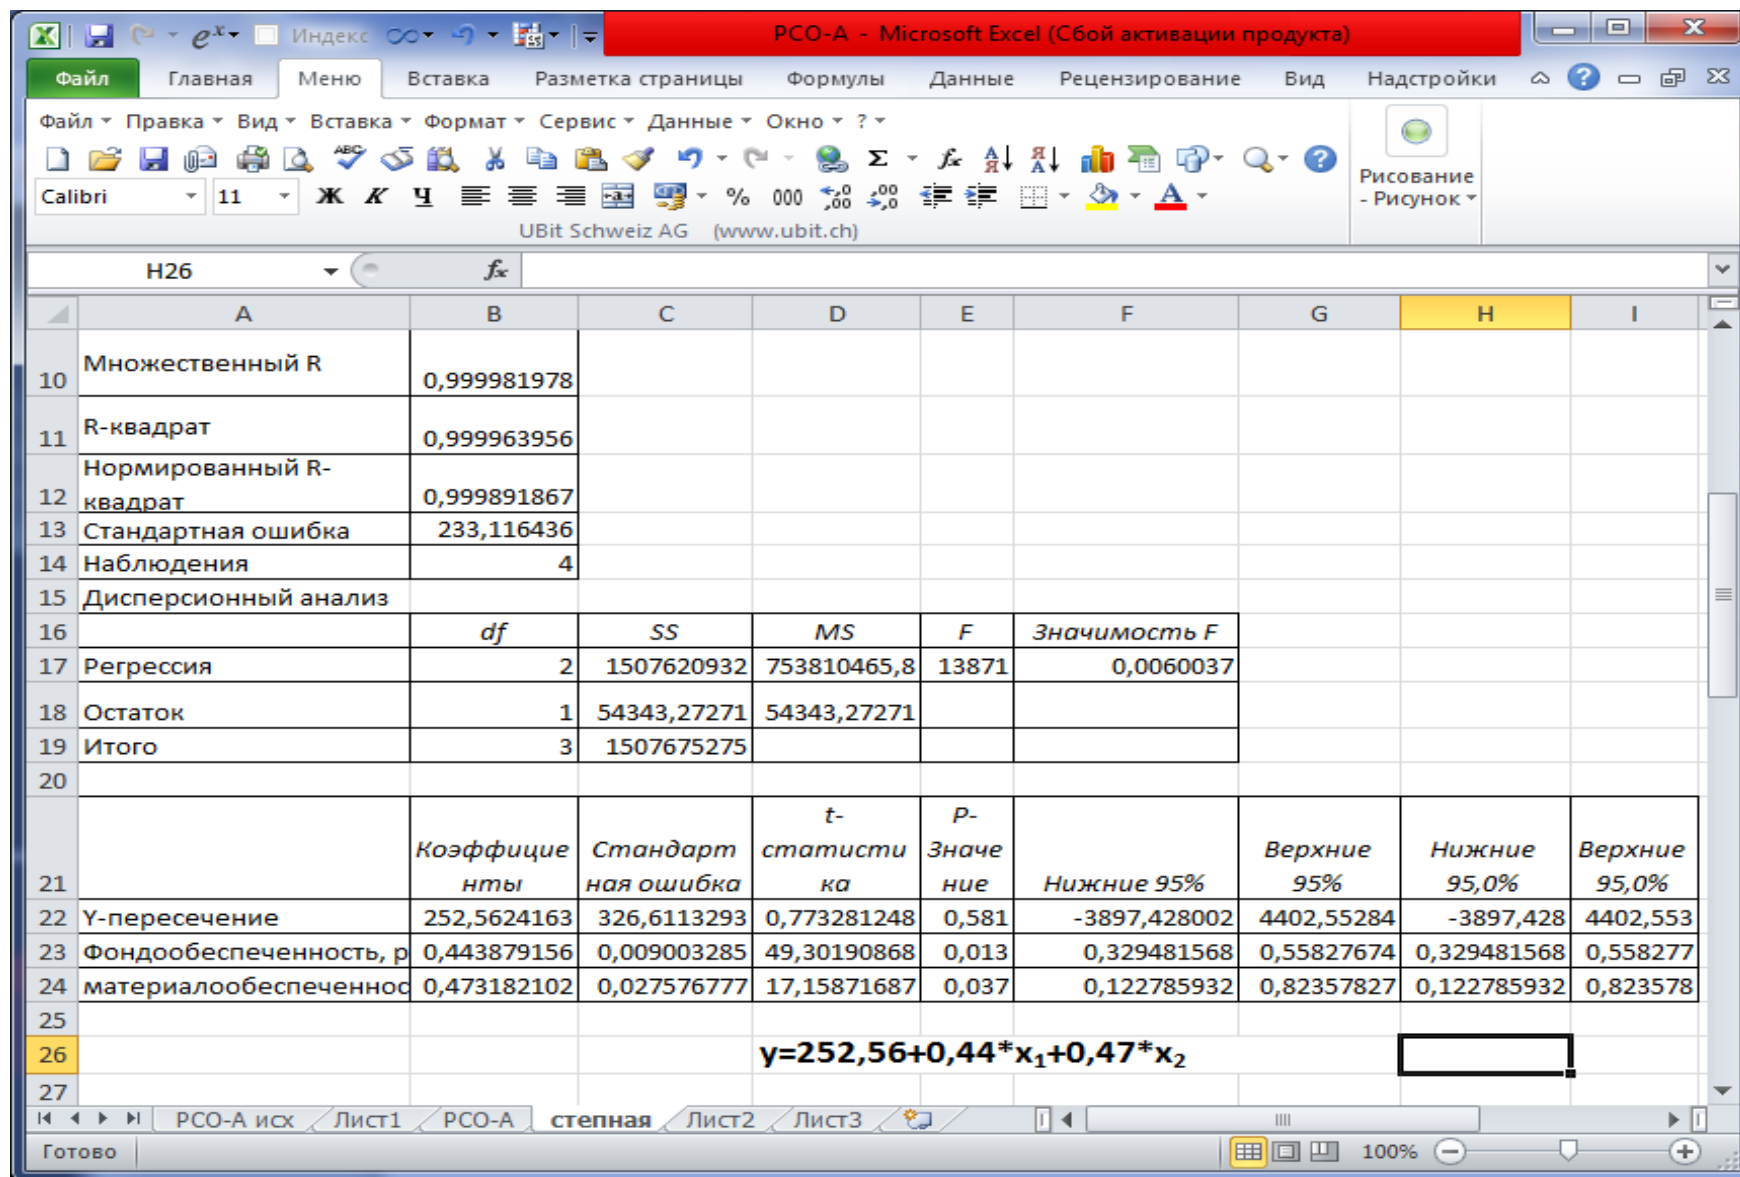 Индекс
РСО-А - Microsoft Excel (Сбой активации продукта)
Файл Главная Меню Вставка Разметка страницы Формулы Данные Рецензирование Вид Надстройки
Файл Правка Вид Вставка Формат Сервис Данные Окно ?
Calibri 11 Ж К Ч % 000
Рисование
- Рисунок
UBit Schweiz AG (www.ubit.ch)
H26 fx
A B C D E F G H I
10 Множественный R 0,999981978
11 R-квадрат 0,999963956
12 Нормированный R-
квадрат 0,999891867
13 Стандартная ошибка 233,116436
14 Наблюдения 4
15 Дисперсионный анализ
16 df SS MS F Значимость F
17 Регрессия 2 1507620932 753810465,8 13871 0,0060037
18 Остаток 1 54343,27271 54343,27271
19 Итого 3 1507675275
20
t- P-
Коэффицие Стандарт статисти Значе Верхние Нижние Верхние
21 нты ная ошибка ка ние Нижние 95% 95% 95,0% 95,0%
22 Y-пересечение 252,5624163 326,6113293 0,773281248 0,581 -3897,428002 4402,55284 -3897,428 4402,553
23 Фондообеспеченность, р 0,443879156 0,009003285 49,30190868 0,013 0,329481568 0,55827674 0,329481568 0,558277
24 материалообеспеченнос 0,473182102 0,027576777 17,15871687 0,037 0,122785932 0,82357827 0,122785932 0,823578
25
26 y=252,56+0,44*x₁+0,47*x₂
27
РСО-А исх Лист1 РСО-А степная Лист2 Лист3
Готово 100%